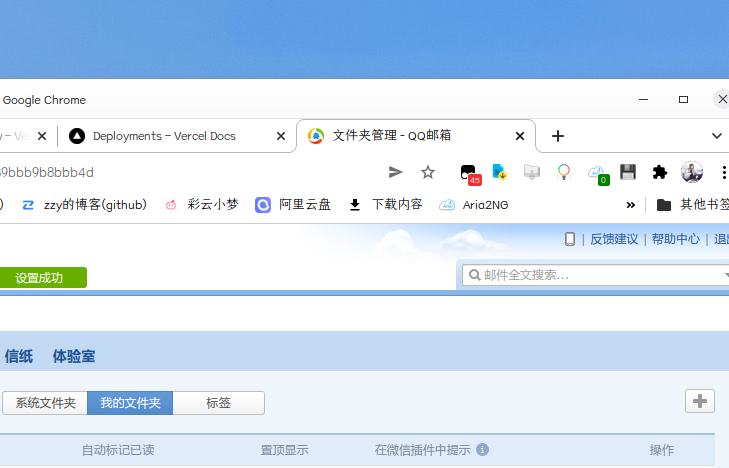 Google Chrome
Deployments – Vercel Docs
文件夹管理 - QQ邮箱
9bbb9b8bbb4d
45
0
zzy的博客(github) 彩云小梦 阿里云盘 下载内容 Aria2NG » 其他书签
反馈建议 | 帮助中心 |
设置成功
邮件全文搜索...
信纸 体验室
系统文件夹 我的文件夹 标签
自动标记已读 置顶显示 在微信插件中提示 操作